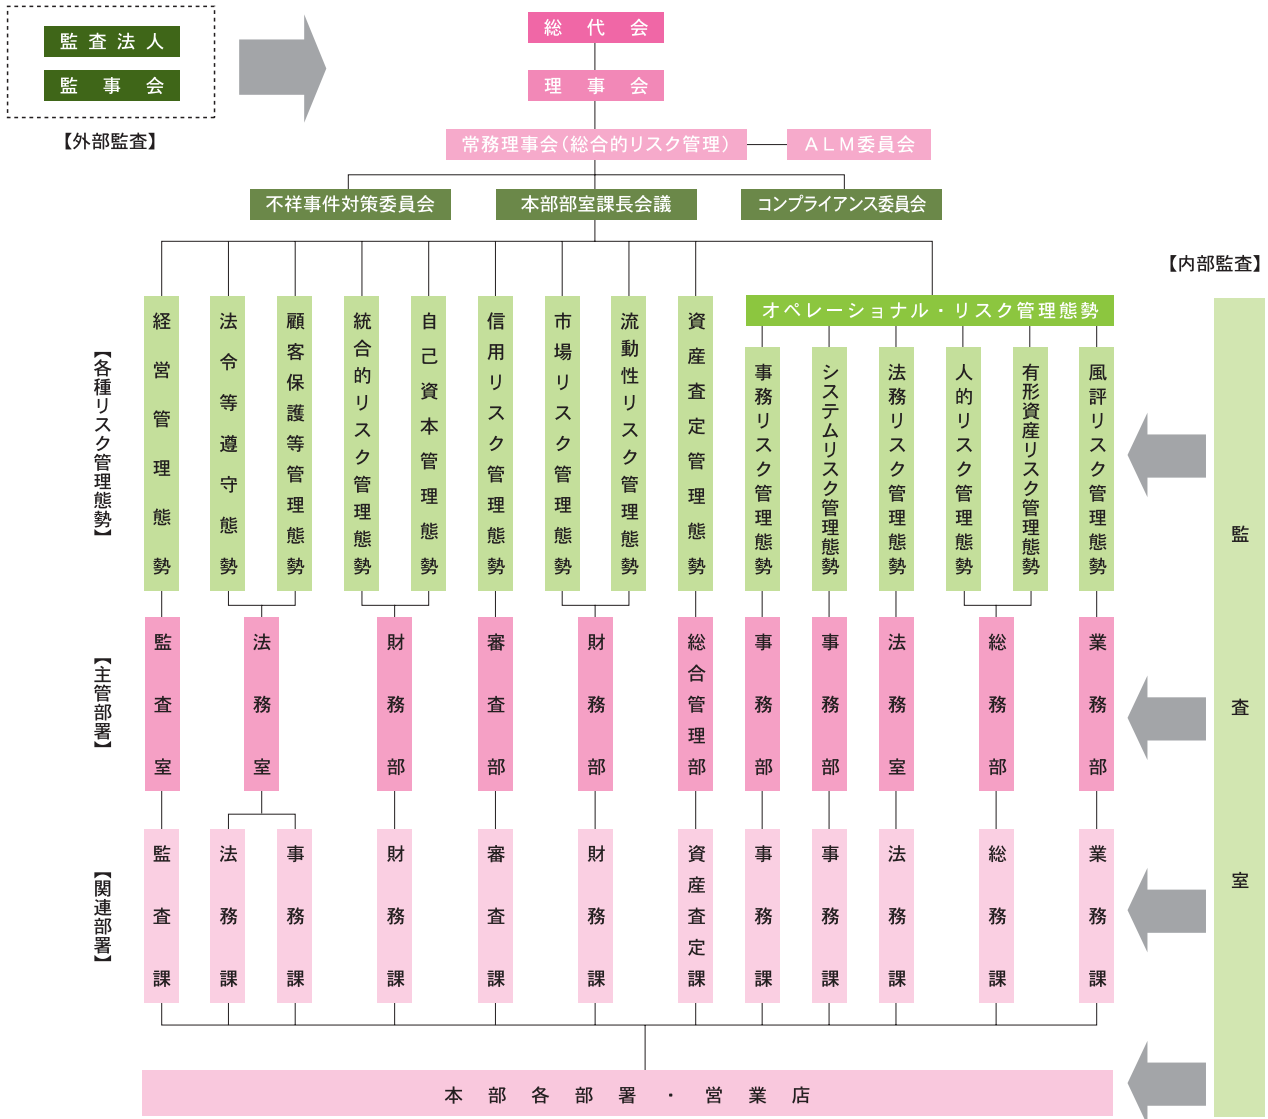 監査法人
監事会
【外部監査】
総代会
理事会
常務理事会(総合的リスク管理)
ALM委員会
不祥事件対策委員会
本部部室課長会議
コンプライアンス委員会
【内部監査】
【各種リスク管理態勢】
経営管理態勢
法令等遵守態勢
顧客保護等管理態勢
統合的リスク管理態勢
自己資本管理態勢
信用リスク管理態勢
市場リスク管理態勢
流動性リスク管理態勢
資産査定管理態勢
オペレーショナル・リスク管理態勢
事務リスク管理態勢
システムリスク管理態勢
法務リスク管理態勢
人的リスク管理態勢
有形資産リスク管理態勢
風評リスク管理態勢
【主管部署】
監査室
法務室
財務部
審査部
財務部
総合管理部
事務部
事務部
法務室
総務部
業務部
【関連部署】
監査課
法務課
事務課
財務課
審査課
財務課
資産査定課
事務課
事務課
法務課
総務課
業務課
監査室
本部各部署・営業店